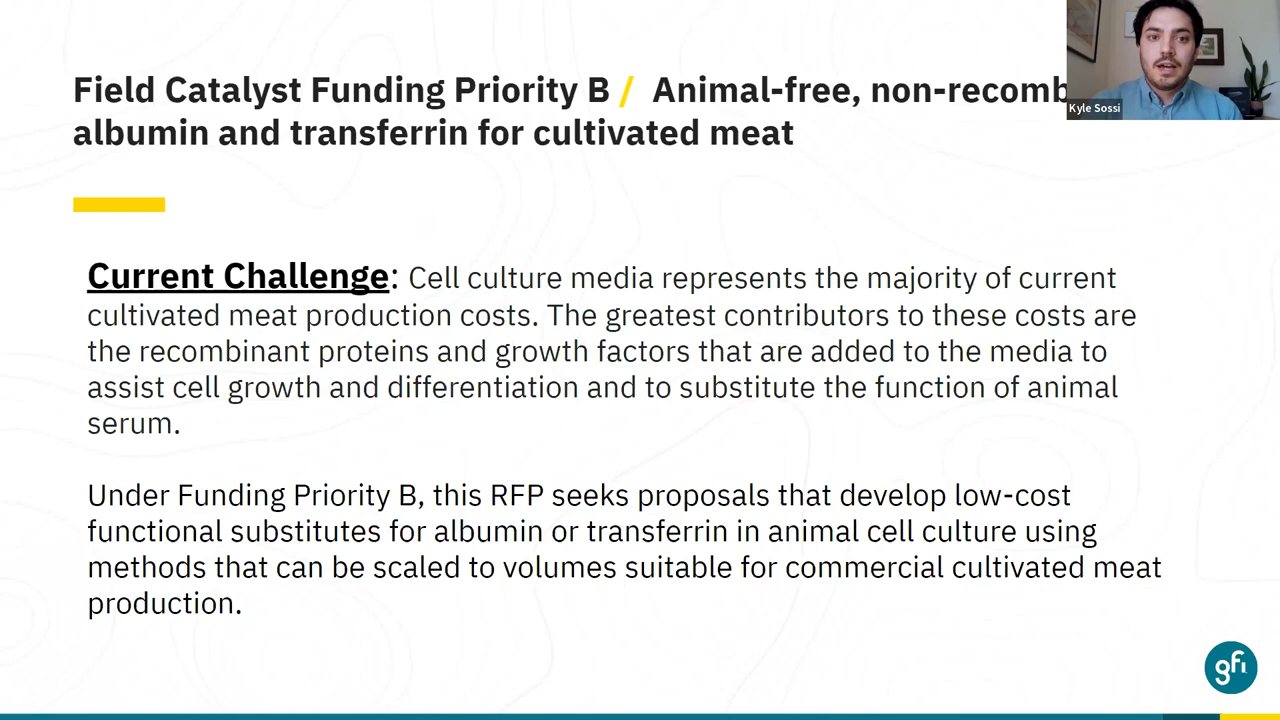 Field Catalyst Funding Priority B / Animal-free, non-recomb
Kyle Sossi
albumin and transferrin for cultivated meat
Current Challenge: Cell culture media represents the majority of current
cultivated meat production costs. The greatest contributors to these costs are
the recombinant proteins and growth factors that are added to the media to
assist cell growth and differentiation and to substitute the function of animal
serum.
Under Funding Priority B, this RFP seeks proposals that develop low-cost
functional substitutes for albumin or transferrin in animal cell culture using
methods that can be scaled to volumes suitable for commercial cultivated meat
production.
gfi